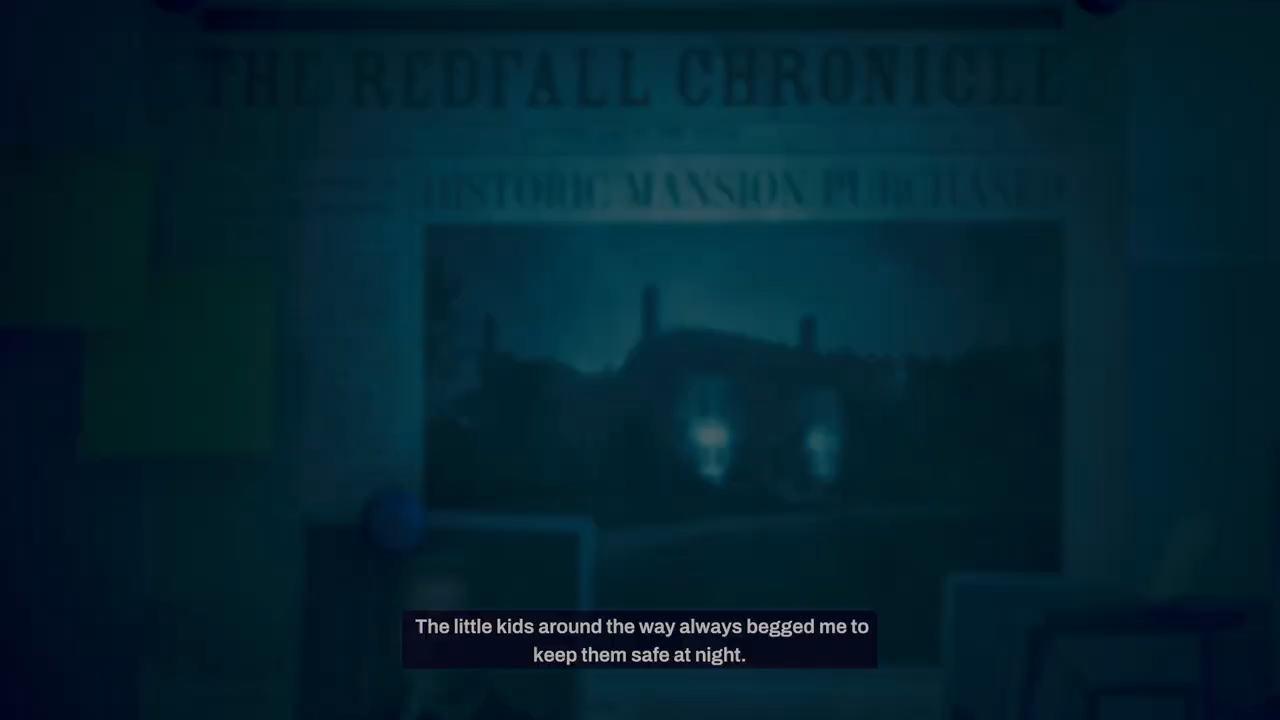 THE REDFALL CHRONICLE
HISTORIC MANSION PURCHASED
The little kids around the way always begged me to
keep them safe at night.